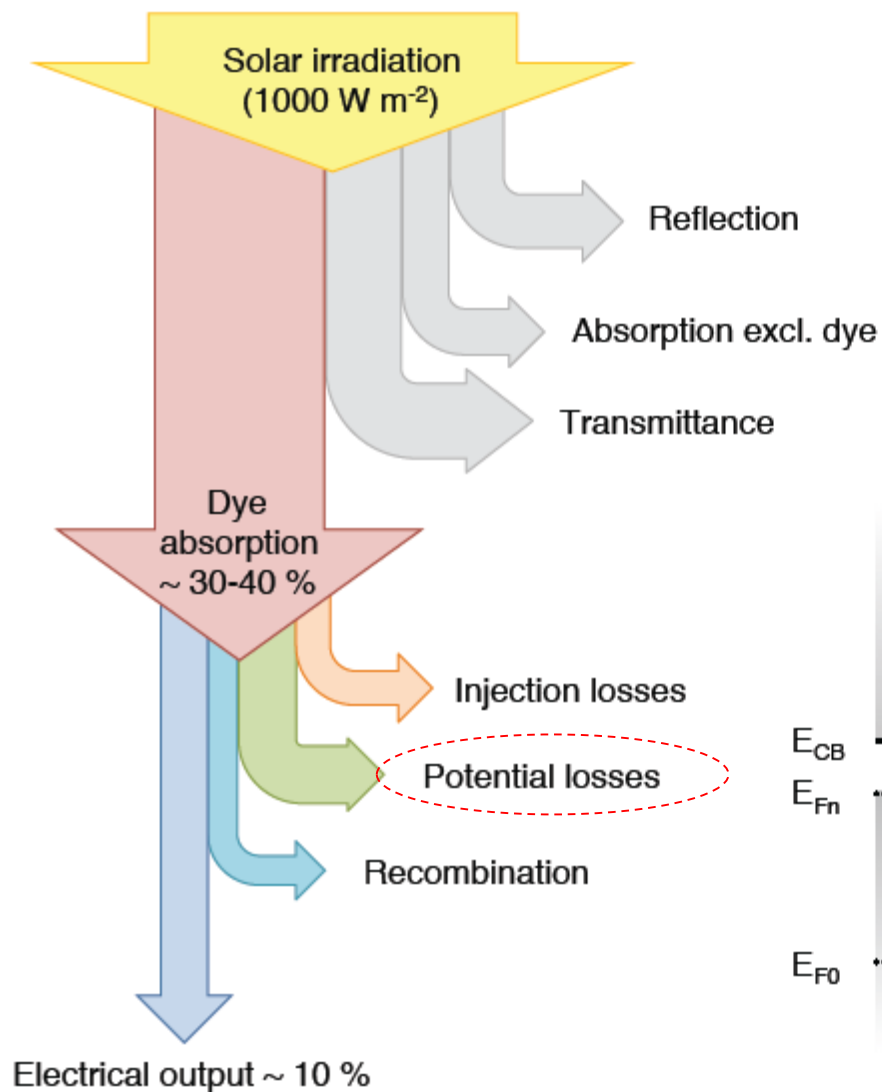 Solar irradiation
(1000 W m⁻²)
Reflection
Absorption excl. dye
Transmittance
Dye
absorption
~ 30-40 %
Injection losses
Potential losses
Recombination
Electrical output ~ 10 %
E_CB
E_Fn
E_F0